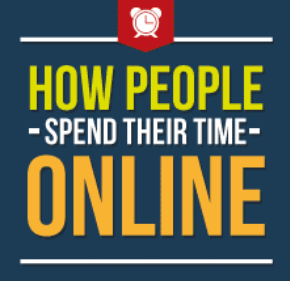 HOW PEOPLE
-SPEND THEIR TIME-
ONLINE